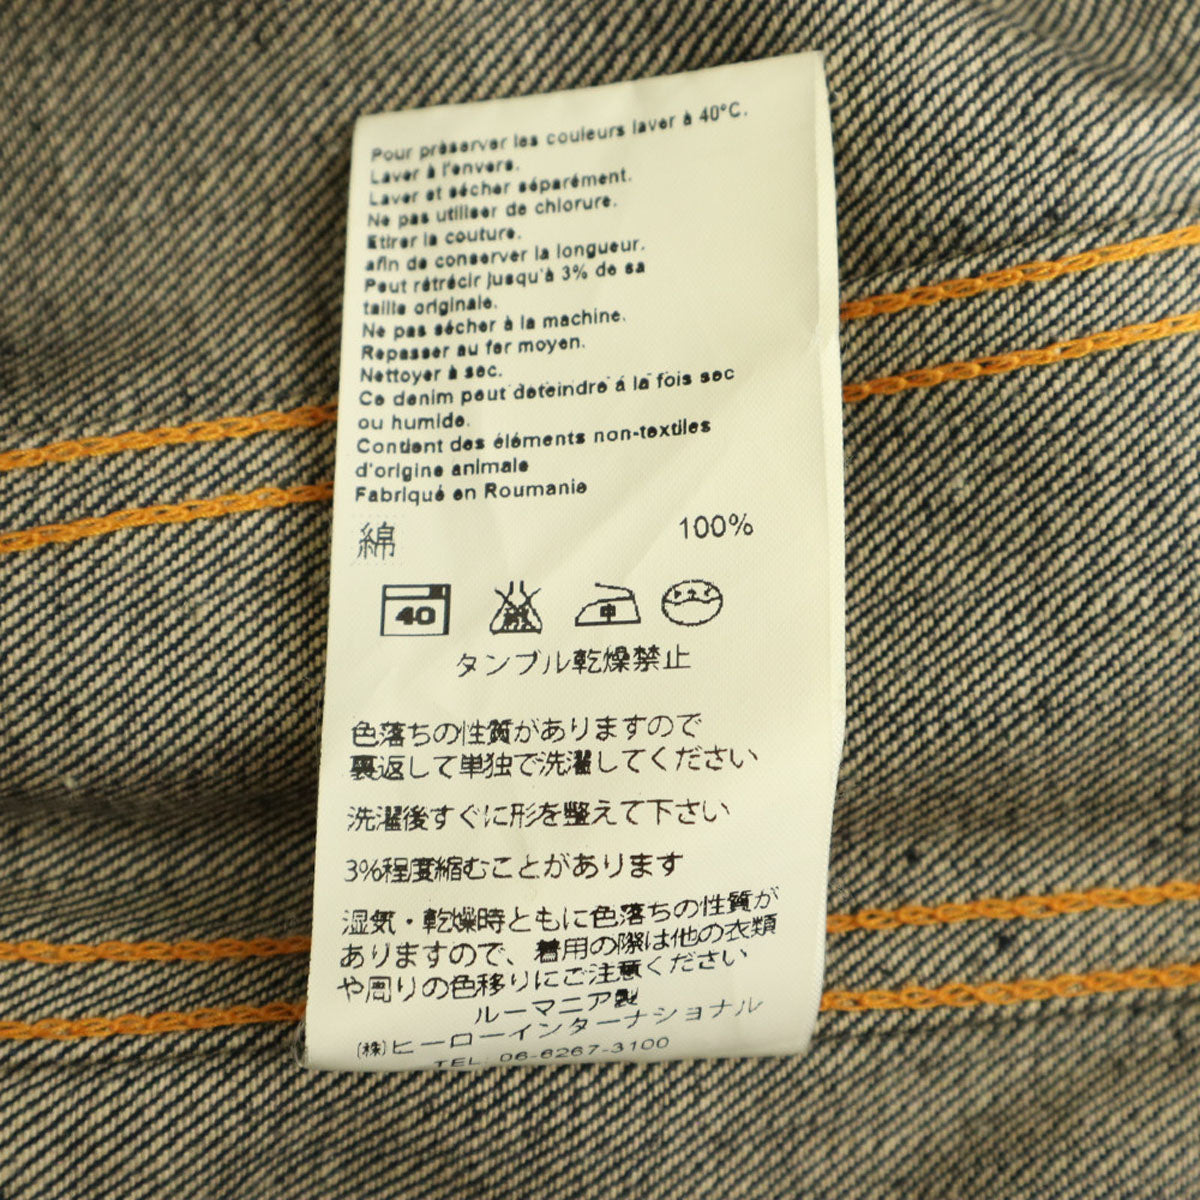 Pour préserver les couleurs laver à 40°C.
Laver à l'envers.
Laver et sécher séparément.
Ne pas utiliser de chlorure.
Etirer la couture.
afin de conserver la longueur.
Peut rétrécir jusqu'à 3% de sa
taille originale.
Ne pas sécher à la machine.
Repasser au fer moyen.
Nettoyer à sec.
Ce denim peut deteindre á la fois sec
ou humide.
Contient des éléments non-textiles
d'origine animale
Fabriqué en Roumanie
綿 100%
40 中
タンブル乾燥禁止
色落ちの性質がありますので
裏返して単独で洗濯してください
洗濯後すぐに形を整えて下さい
3%程度縮むことがあります
湿気・乾燥時ともに色落ちの性質が
ありますので、着用の際は他の衣類
や周りの色移りにご注意ください
ルーマニア製
(株)ヒーローインターナショナル
TEL: 06-6267-3100